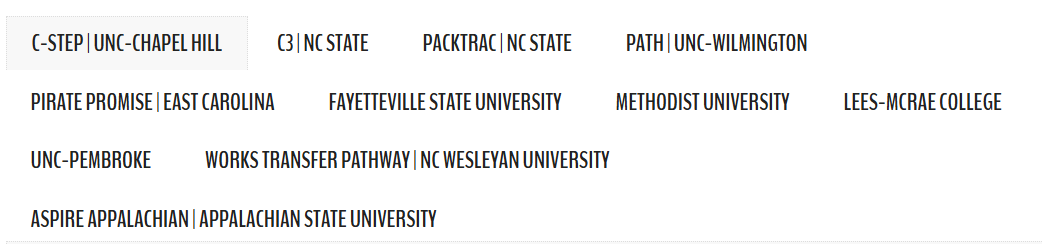 C-STEP | UNC-CHAPEL HILL C3 | NC STATE PACKTRAC | NC STATE PATH | UNC-WILMINGTON
PIRATE PROMISE | EAST CAROLINA FAYETTEVILLE STATE UNIVERSITY METHODIST UNIVERSITY LEES-MCRAE COLLEGE
UNC-PEMBROKE WORKS TRANSFER PATHWAY | NC WESLEYAN UNIVERSITY
ASPIRE APPALACHIAN | APPALACHIAN STATE UNIVERSITY